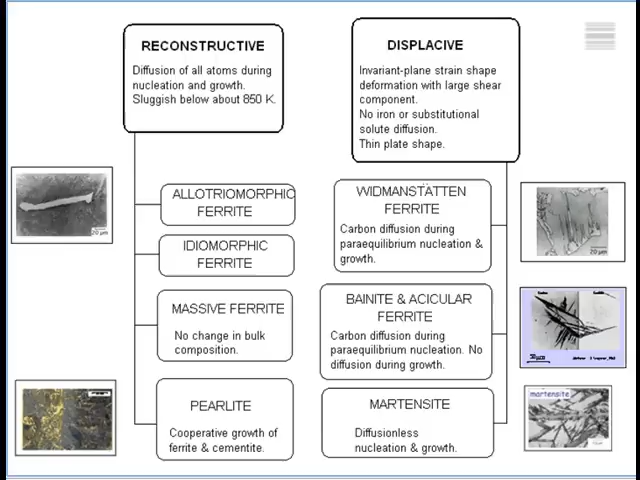 RECONSTRUCTIVE
Diffusion of all atoms during
nucleation and growth.
Sluggish below about 850 K.
DISPLACIVE
Invariant-plane strain shape
deformation with large shear
component.
No iron or substitutional
solute diffusion.
Thin plate shape.
ALLOTRIOMORPHIC
FERRITE
IDIOMORPHIC
FERRITE
MASSIVE FERRITE
No change in bulk
composition.
PEARLITE
Cooperative growth of
ferrite & cementite.
WIDMANSTÄTTEN
FERRITE
Carbon diffusion during
paraequilibrium nucleation &
growth.
BAINITE & ACICULAR
FERRITE
Carbon diffusion during
paraequilibrium nucleation. No
diffusion during growth.
MARTENSITE
Diffusionless
nucleation & growth.
20 µm
20 µm
martensite